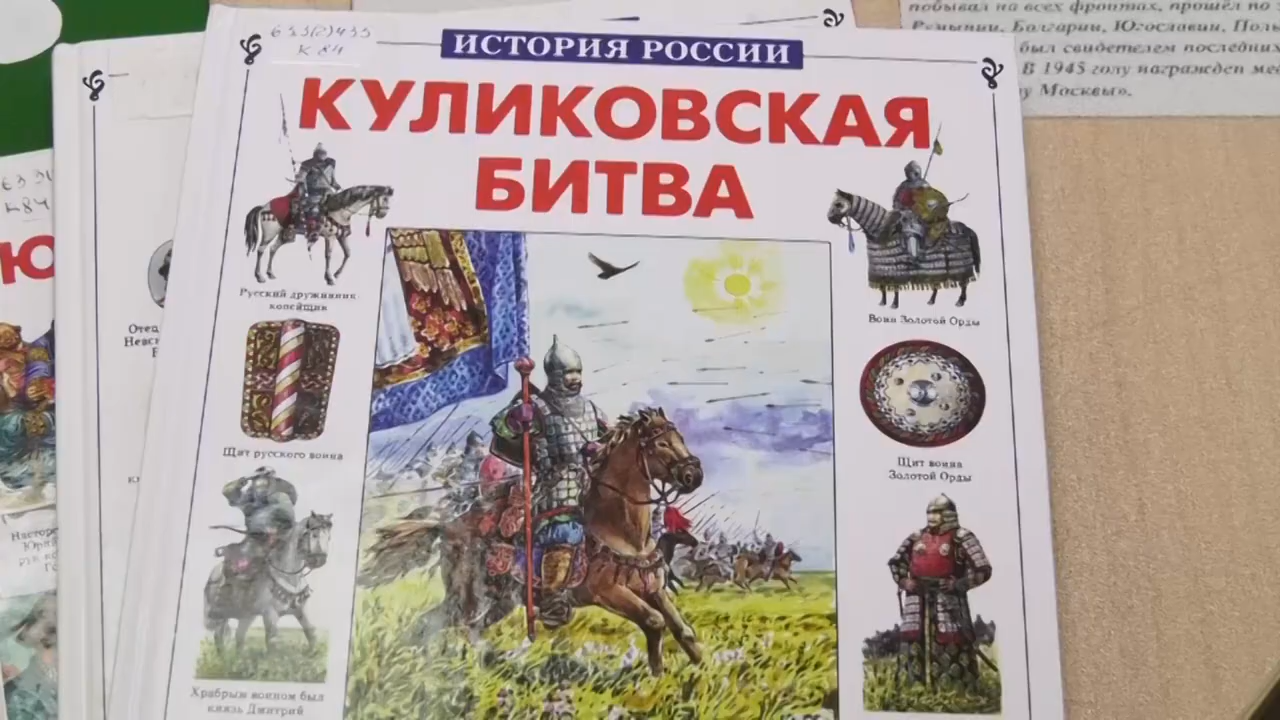 побывал на всех фронтах, прошёл по
Румынии, Болгарии, Югославии,
был свидетелем последних
В 1945 году награжден
Москвы».
ИСТОРИЯ РОССИИ
КУЛИКОВСКАЯ
БИТВА
Русский дружинник
копейщик
Воин Золотой Орды
Щит русского воина
Щит воина
Золотой Орды
Храбрым воином был
князь Дмитрий
К 84
Ю